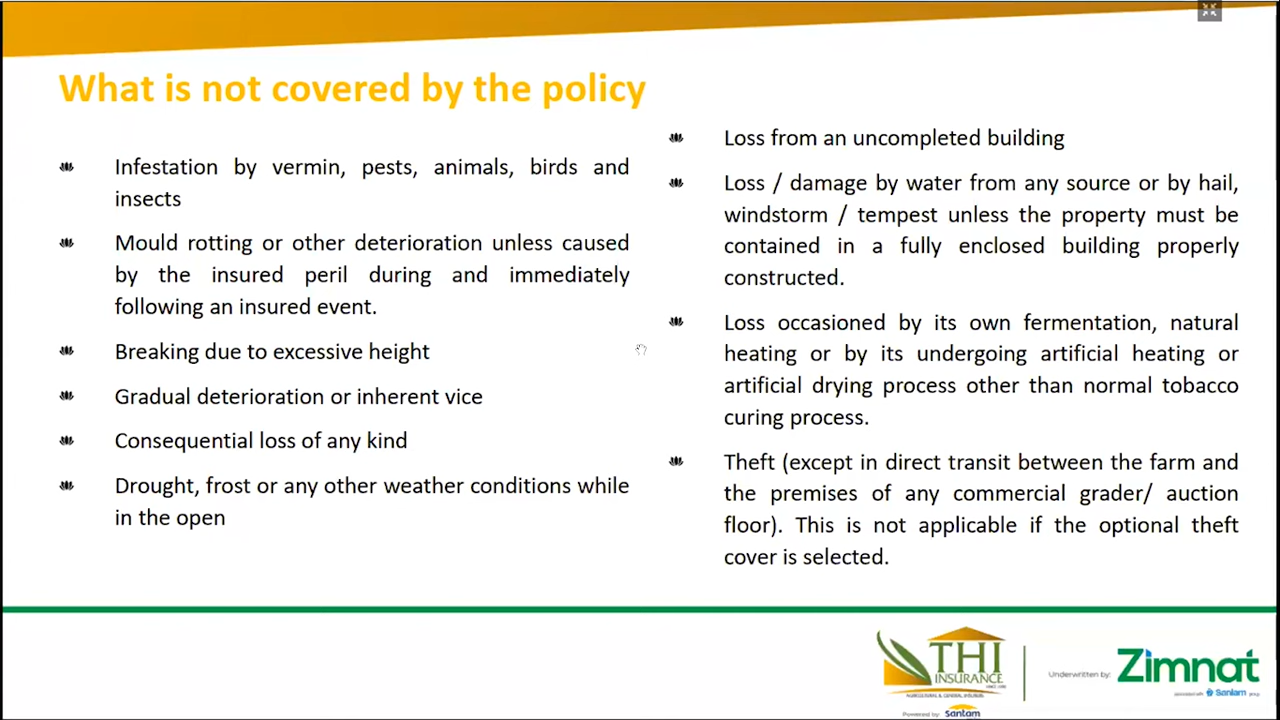 What is not covered by the policy
Infestation by vermin, pests, animals, birds and
insects
Mould rotting or other deterioration unless caused
by the insured peril during and immediately
following an insured event.
Breaking due to excessive height
Gradual deterioration or inherent vice
Consequential loss of any kind
Drought, frost or any other weather conditions while
in the open
Loss from an uncompleted building
Loss / damage by water from any source or by hail,
windstorm / tempest unless the property must be
contained in a fully enclosed building properly
constructed.
Loss occasioned by its own fermentation, natural
heating or by its undergoing artificial heating or
artificial drying process other than normal tobacco
curing process.
Theft (except in direct transit between the farm and
the premises of any commercial grader/ auction
floor). This is not applicable if the optional theft
cover is selected.
THI
INSURANCE
Powered by: Santam
Underwritten by: Zimnat
Sanlam